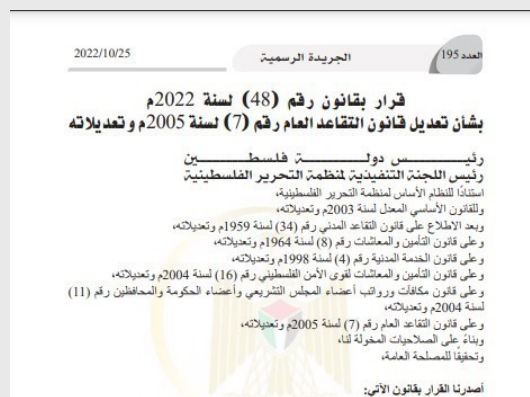 العدد 195
الجريدة الرسمية
2022/10/25
قرار بقانون رقم (48) لسنة 2022م
بشأن تعديل قانون التقاعد العام رقم (7) لسنة 2005م وتعديلاته
رئيس دولة فلسطين
رئيس اللجنة التنفيذية لمنظمة التحرير الفلسطينية
استنادًا للنظام الأساس لمنظمة التحرير الفلسطينية،
وللقانون الأساسي المعدل لسنة 2003م وتعديلاته،
وبعد الاطلاع على قانون التقاعد المدني رقم (34) لسنة 1959م وتعديلاته،
وعلى قانون التأمين والمعاشات رقم (8) لسنة 1964م وتعديلاته،
وعلى قانون الخدمة المدنية رقم (4) لسنة 1998م وتعديلاته،
وعلى قانون التأمين والمعاشات لقوى الأمن الفلسطيني رقم (16) لسنة 2004م وتعديلاته،
وعلى قانون مكافآت ورواتب أعضاء المجلس التشريعي وأعضاء الحكومة والمحافظين رقم (11)
لسنة 2004م وتعديلاته،
وعلى قانون التقاعد العام رقم (7) لسنة 2005م وتعديلاته،
وبناءً على الصلاحيات المخولة لنا،
وتحقيقًا للمصلحة العامة،
أصدرنا القرار بقانون الآتي: